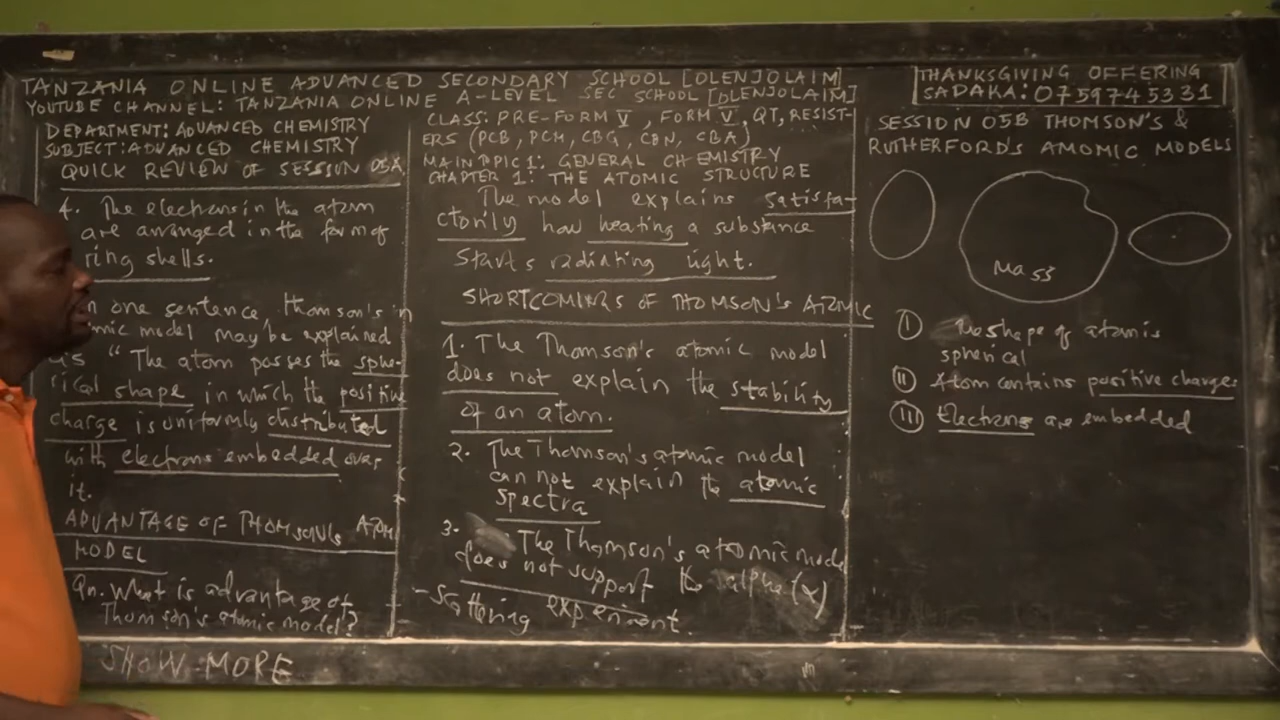 TANZANIA ONLINE ADVANCED SECONDARY SCHOOL [OLENJOLAIM]
YOUTUBE CHANNEL: TANZANIA ONLINE A-LEVEL SEC SCHOOL [OLENJOLAIM]
DEPARTMENT: ADVANCED CHEMISTRY
SUBJECT: ADVANCED CHEMISTRY
QUICK REVIEW OF SESSION 05A
4. The electrons in the atom
are arranged in the form of
ring shells.
one sentence, Thomson's
mic model may be explained
as "The atom posses the sphe-
rical shape in which the positive
charge is uniformly distributed
with electrons embedded over
it.
ADVANTAGE OF THOMSON'S
MODEL
Qn. What is advantage of
Thomson's atomic model?
SHOW MORE
CLASS: PRE-FORM V, FORM V, QT, RESIST-
ERS (PCB, PCM, CBG, CBN, CBA)
MAIN TOPIC 1: GENERAL CHEMISTRY
CHAPTER 1: THE ATOMIC STRUCTURE
The model explains satisfa-
ctorily how heating a substance
starts radiating light.
OF THOMSON'S ATOMIC
1. The Thomson's atomic model
does not explain the stability
of an atom.
2. The Thomson's atomic model
can not explain the atomic
spectra
3. The Thomson's atomic model
does not support the alpha (α)
-Scattering experiment.
THANKSGIVING OFFERING
SADAKA: 0759745331
SESSION 05B THOMSON'S &
RUTHERFORD'S AMOMIC MODELS
Mass
I shape of atom is
spherical
II Atom contains positive charges
III Electrons are embedded